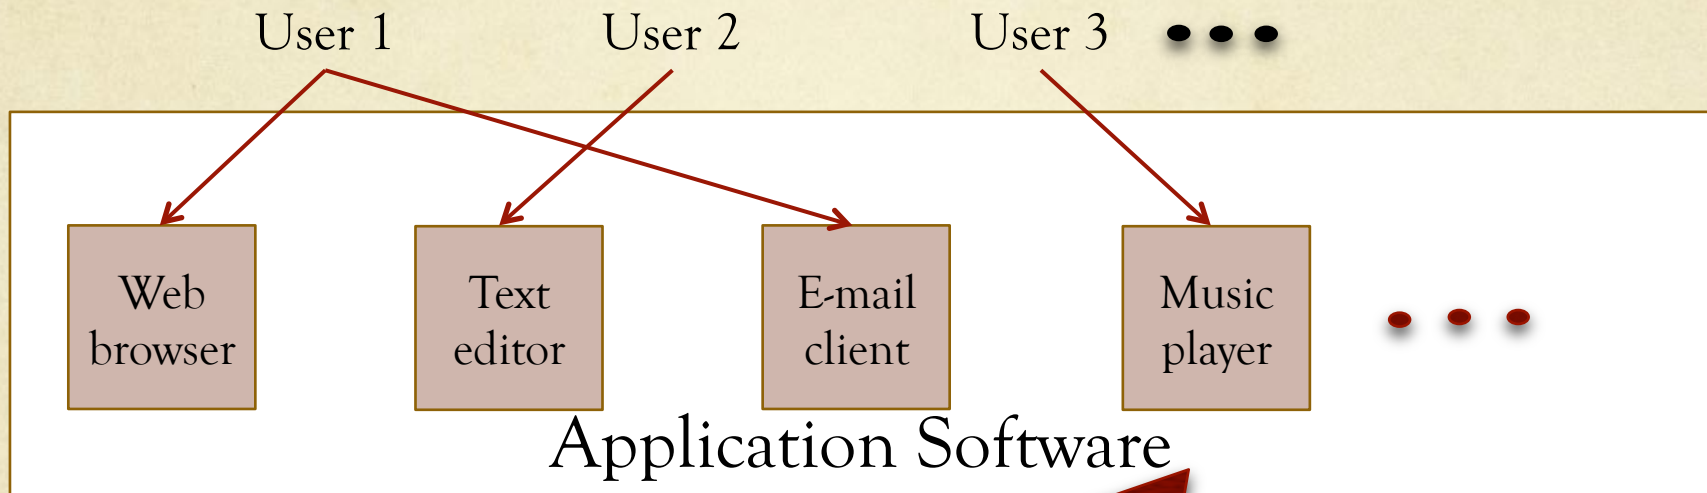 User 1
User 2
User 3
Web
browser
Text
editor
E-mail
client
Music
player
Application Software